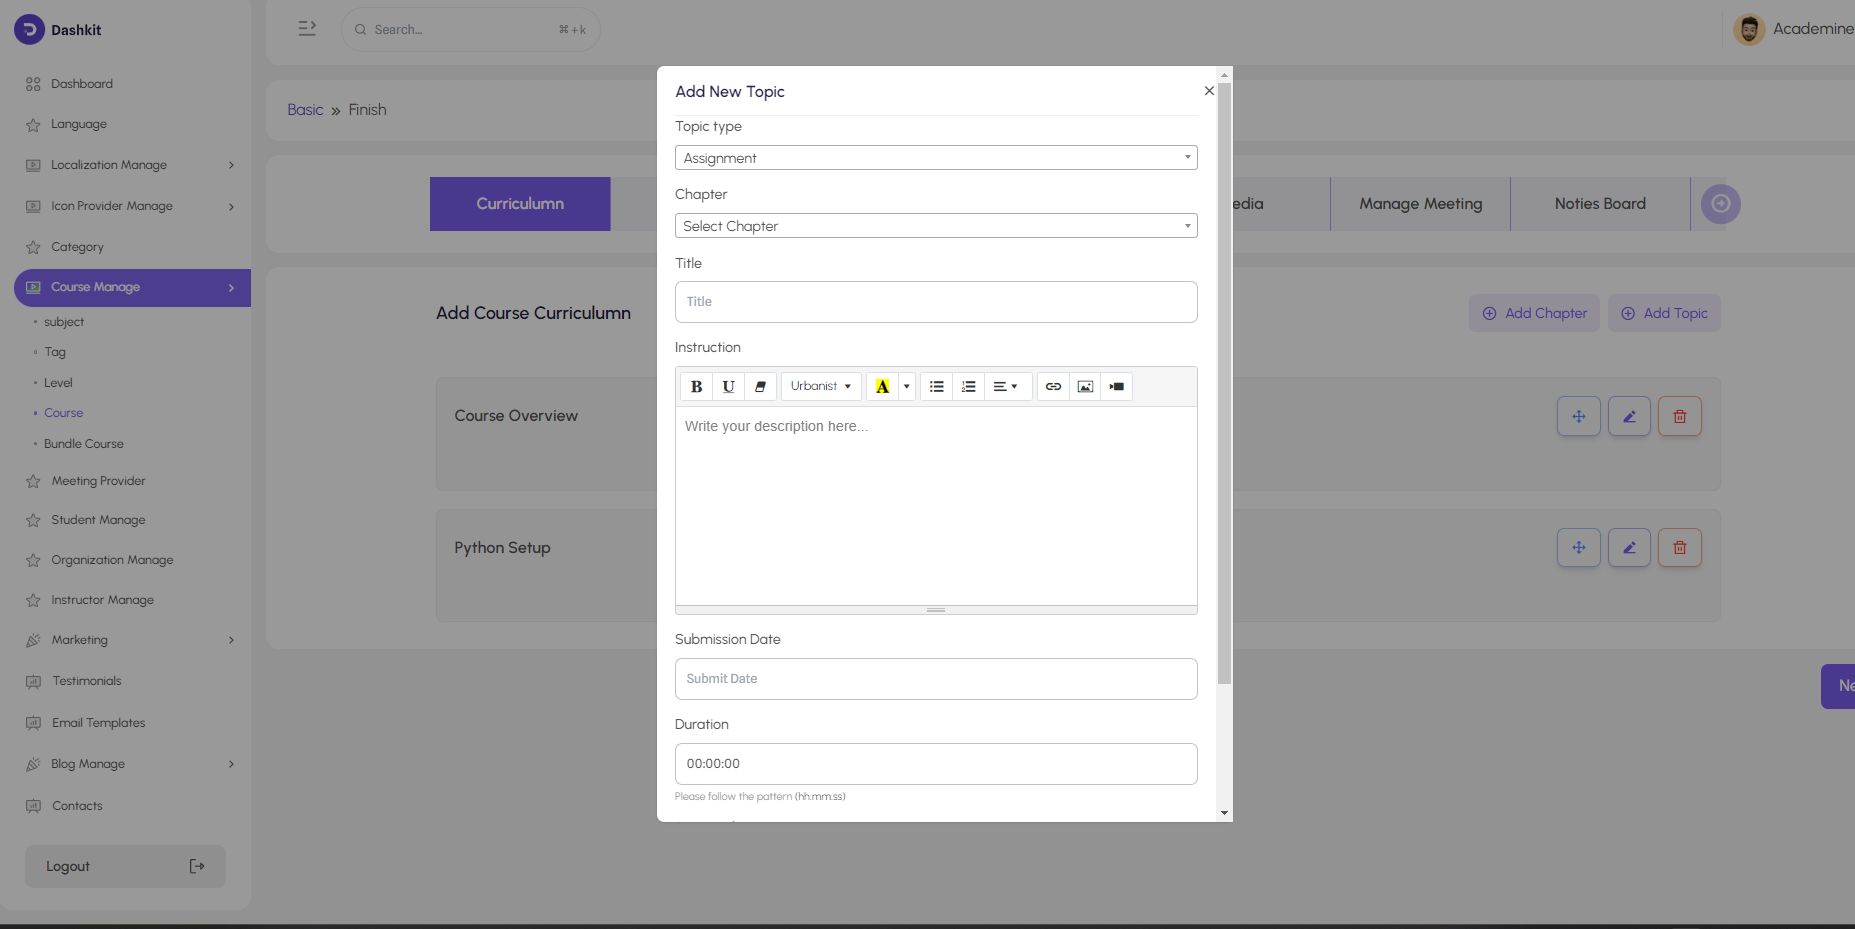 Dashkit
Search...
⌘+k
Academine
Dashboard
Language
Localization Manage
Icon Provider Manage
Category
Course Manage
subject
Tag
Level
Course
Bundle Course
Meeting Provider
Student Manage
Organization Manage
Instructor Manage
Marketing
Testimonials
Email Templates
Blog Manage
Contacts
Logout
Basic » Finish
Curriculumn
edia
Manage Meeting
Noties Board
Add Course Curriculumn
Add Chapter
Add Topic
Course Overview
Python Setup
Ne
Add New Topic
×
Topic type
Assignment
Chapter
Select Chapter
Title
Title
Instruction
B U Urbanist A
Write your description here...
Submission Date
Submit Date
Duration
00:00:00
Please follow the pattern (hh:mm:ss)